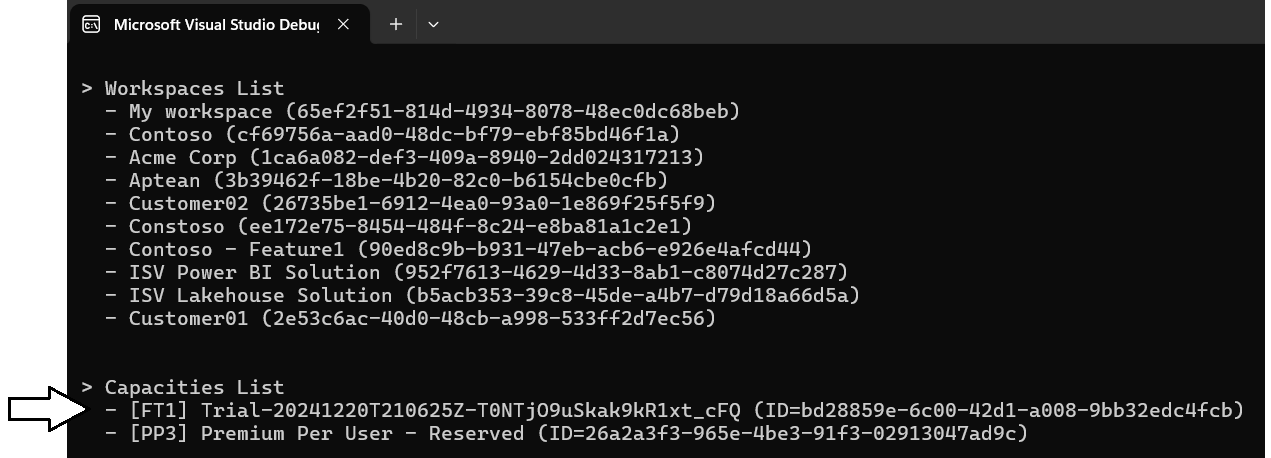 Microsoft Visual Studio Debug
> Workspaces List
- My workspace (65ef2f51-814d-4934-8078-48ec0dc68beb)
- Contoso (cf69756a-aad0-48dc-bf79-ebf85bd46f1a)
- Acme Corp (1ca6a082-def3-409a-8940-2dd024317213)
- Aptean (3b39462f-18be-4b20-82c0-b6154cbe0cfb)
- Customer02 (26735be1-6912-4ea0-93a0-1e869f25f5f9)
- Constoso (ee172e75-8454-484f-8c24-e8ba81a1c2e1)
- Contoso - Feature1 (90ed8c9b-b931-47eb-acb6-e926e4afcd44)
- ISV Power BI Solution (952f7613-4629-4d33-8ab1-c8074d27c287)
- ISV Lakehouse Solution (b5acb353-39c8-45de-a4b7-d79d18a66d5a)
- Customer01 (2e53c6ac-40d0-48cb-a998-533ff2d7ec56)
> Capacities List
- [FT1] Trial-20241220T210625Z-T0NTjO9uSkak9kR1xt_cFQ (ID=bd28859e-6c00-42d1-a008-9bb32edc4fcb)
- [PP3] Premium Per User - Reserved (ID=26a2a3f3-965e-4be3-91f3-02913047ad9c)